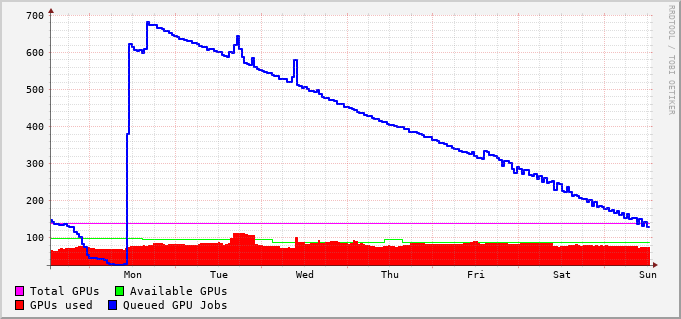 700
600
500
400
300
200
100
Mon Tue Wed Thu Fri Sat Sun
Total GPUs Available GPUs
GPUs used Queued GPU Jobs
RRDTOOL / TOBI OETIKER